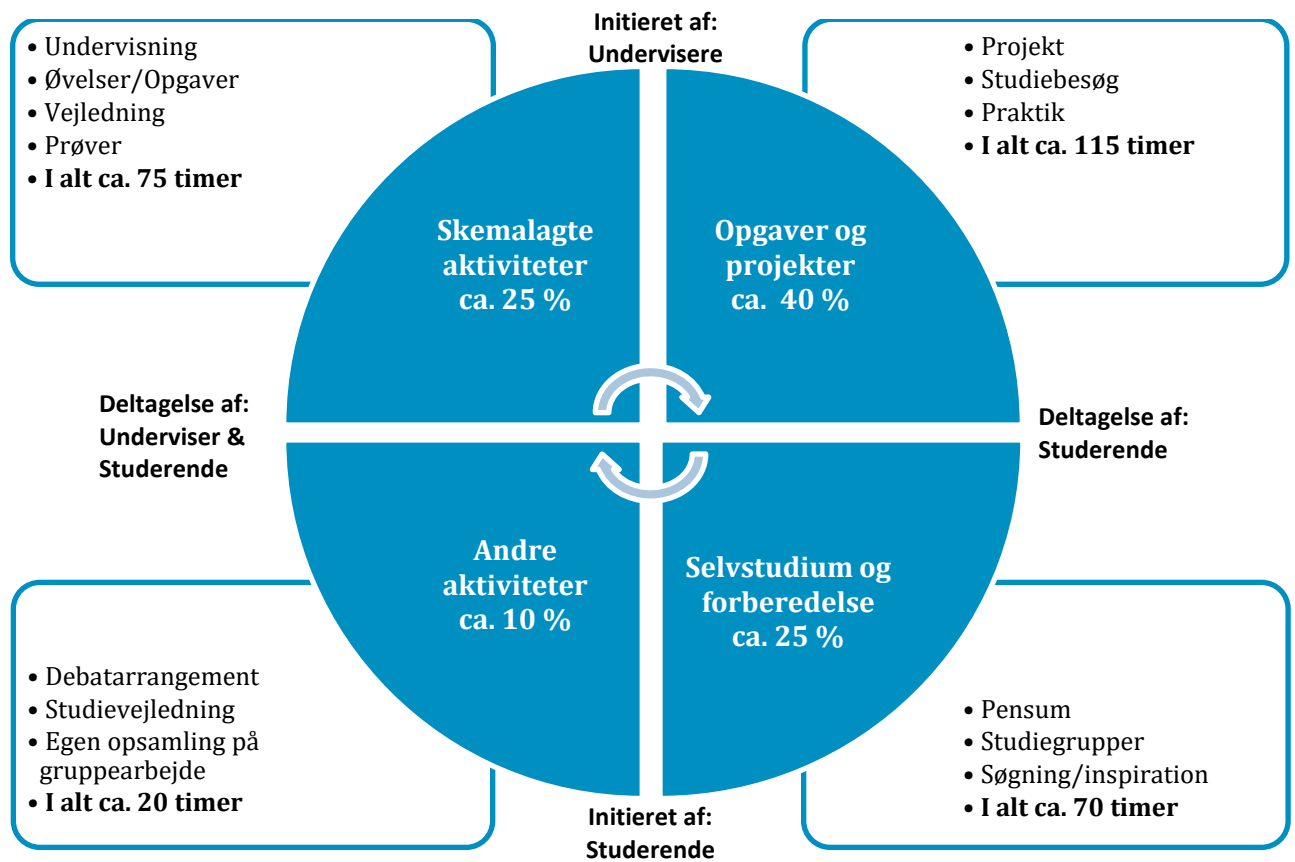 Initieret af:
Undervisere
• Undervisning
• Øvelser/Opgaver
• Vejledning
• Prøver
• I alt ca. 75 timer
• Projekt
• Studiebesøg
• Praktik
• I alt ca. 115 timer
Skemalagte
aktiviteter
ca. 25 %
Opgaver og
projekter
ca. 40 %
Deltagelse af:
Underviser &
Studerende
Deltagelse af:
Studerende
Andre
aktiviteter
ca. 10 %
Selvstudium og
forberedelse
ca. 25 %
• Debatarrangement
• Studievejledning
• Egen opsamling på
gruppearbejde
• I alt ca. 20 timer
• Pensum
• Studiegrupper
• Søgning/inspiration
• I alt ca. 70 timer
Initieret af:
Studerende